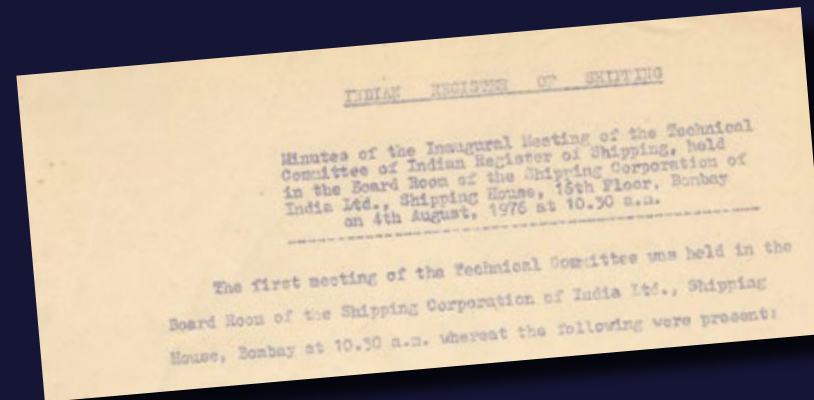 INDIAN REGISTER OF SHIPPING
Minutes of the Inaugural Meeting of the Technical
Committee of Indian Register of Shipping, held
in the Board Room of the Shipping Corporation of
India Ltd., Shipping House, 16th Floor, Bombay
on 4th August, 1976 at 10.30 a.m.
The first meeting of the Technical Committee was held in the
Board Room of the Shipping Corporation of India Ltd., Shipping
House, Bombay at 10.30 a.m. whereat the following were present: